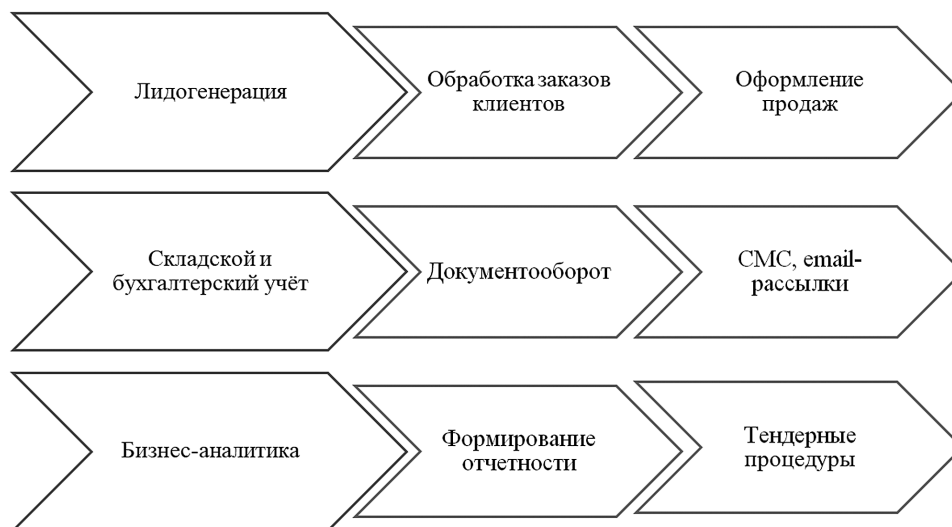 Лидогенерация
Обработка заказов
клиентов
Оформление
продаж
Складской и
бухгалтерский учёт
Документооборот
СМС, email-
рассылки
Бизнес-аналитика
Формирование
отчетности
Тендерные
процедуры